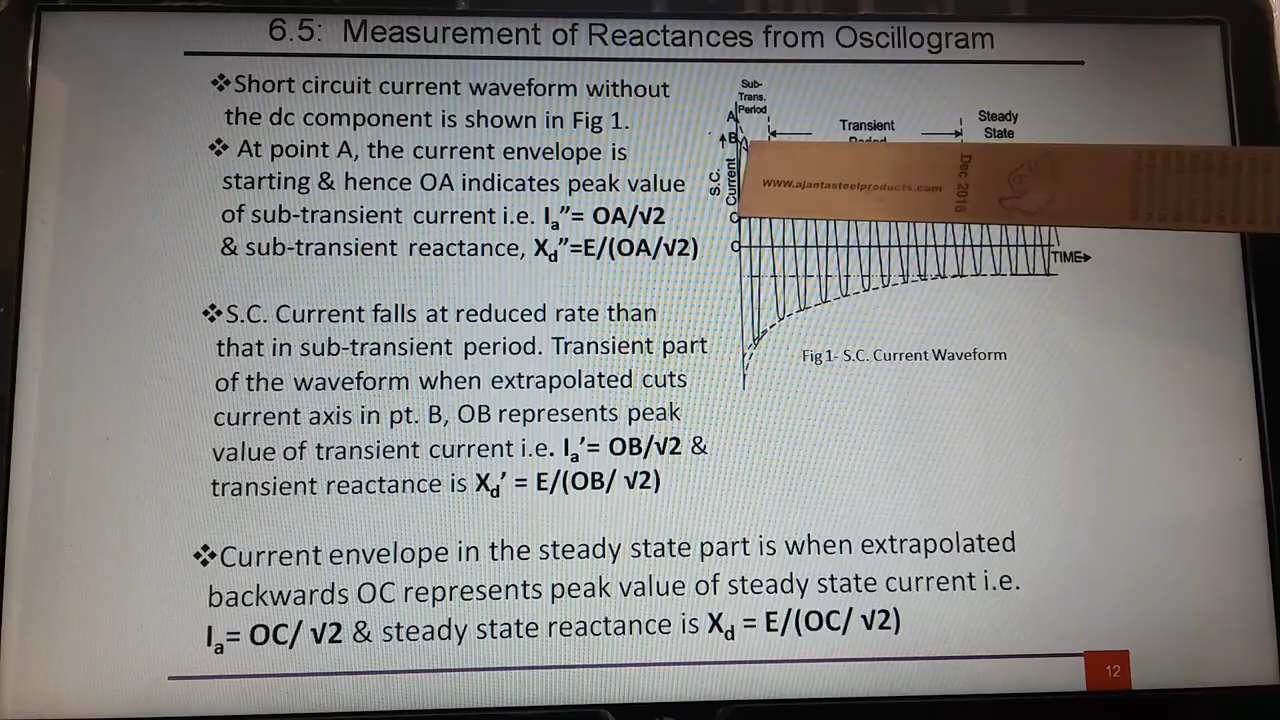 6.5: Measurement of Reactances from Oscillogram
❖Short circuit current waveform without
the dc component is shown in Fig 1.
❖ At point A, the current envelope is
starting & hence OA indicates peak value
of sub-transient current i.e. Iₐ”= OA/√2
& sub-transient reactance, X_d”=E/(OA/√2)
❖S.C. Current falls at reduced rate than
that in sub-transient period. Transient part
of the waveform when extrapolated cuts
current axis in pt. B, OB represents peak
value of transient current i.e. Iₐ’= OB/√2 &
transient reactance is X_d’ = E/(OB/ √2)
❖Current envelope in the steady state part is when extrapolated
backwards OC represents peak value of steady state current i.e.
Iₐ= OC/ √2 & steady state reactance is X_d = E/(OC/ √2)
Sub-
Trans.
Period
A
B
Transient
Steady
State
S.C.
Current
www.ajantasteelproducts.com
Dec 2016
O
TIME→
Fig 1- S.C. Current Waveform
12